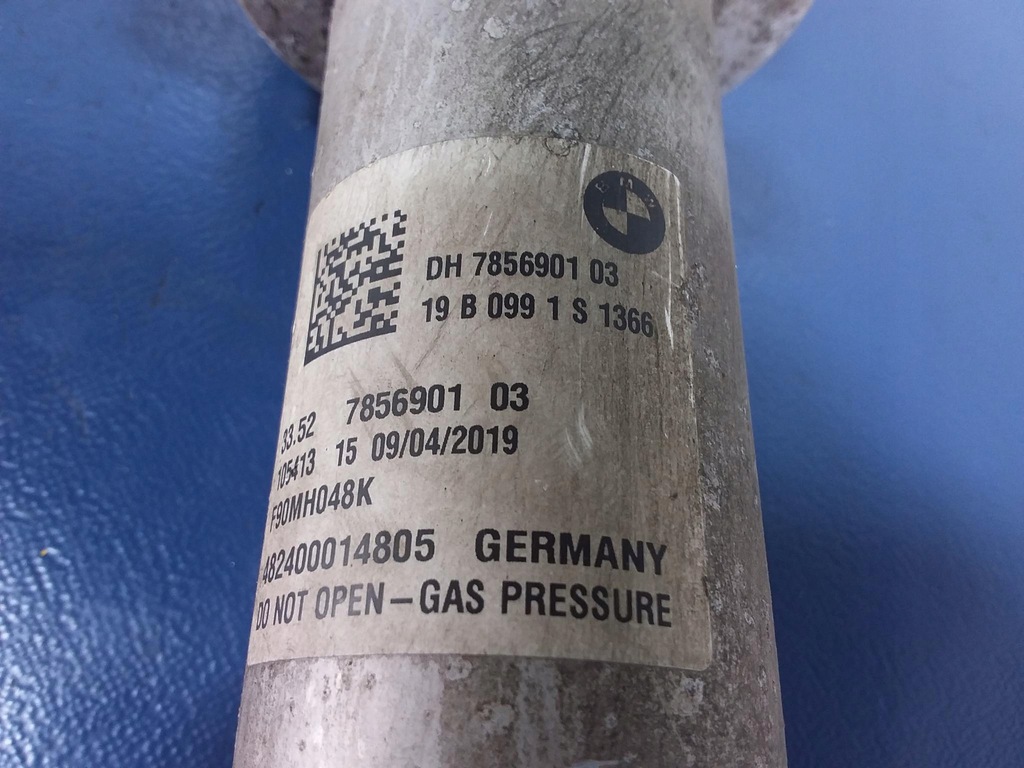 BMW
DH 7856901 03
19 B 099 1 S 1366
33.52 7856901 03
105413 15 09/04/2019
F90MH048K
482400014805 GERMANY
DO NOT OPEN – GAS PRESSURE